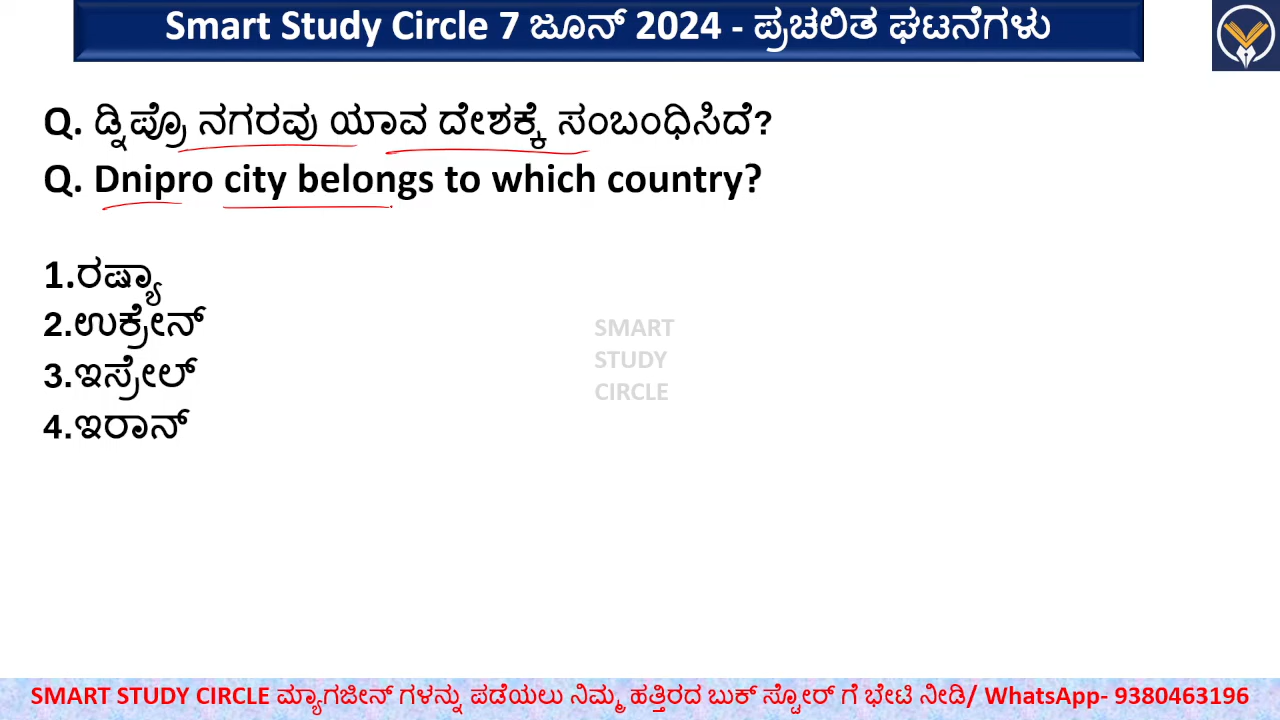 Smart Study Circle 7 ಜೂನ್ 2024 - ಪ್ರಚಲಿತ ಘಟನೆಗಳು
Q. ಡ್ನಿಪ್ರೊ ನಗರವು ಯಾವ ದೇಶಕ್ಕೆ ಸಂಬಂಧಿಸಿದೆ?
Q. Dnipro city belongs to which country?
1.ರಷ್ಯಾ
2.ಉಕ್ರೇನ್
3.ಇಸ್ರೇಲ್
4.ಇರಾನ್
SMART
STUDY
CIRCLE
SMART STUDY CIRCLE ಮ್ಯಾಗಜೀನ್ ಗಳನ್ನು ಪಡೆಯಲು ನಿಮ್ಮ ಹತ್ತಿರದ ಬುಕ್ ಸ್ಟೋರ್ ಗೆ ಭೇಟಿ ನೀಡಿ/ WhatsApp- 9380463196